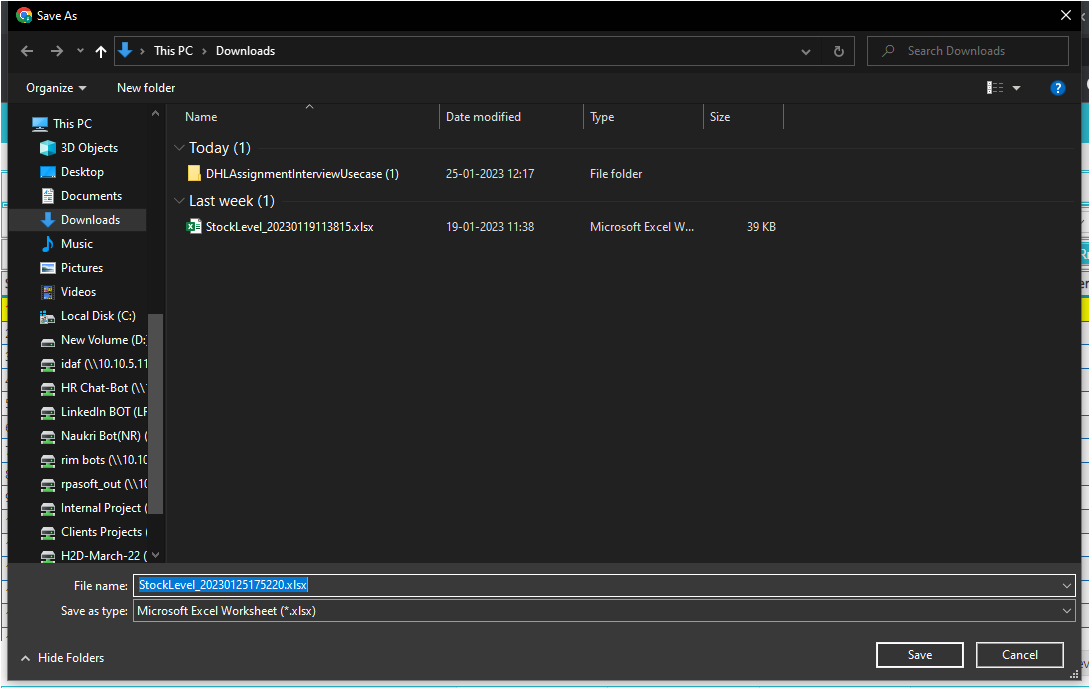 Save As
This PC > Downloads
Search Downloads
Organize
New folder
?
Name
Date modified
Type
Size
This PC
3D Objects
Desktop
Documents
Downloads
Music
Pictures
Videos
Local Disk (C:)
New Volume (D:)
idaf (\\10.10.5.11
HR Chat-Bot (\\1
LinkedIn BOT (LF
Naukri Bot(NR) (
rim bots (\\10.10
rpasoft_out (\\10
Internal Project (
Clients Projects (
H2D-March-22 (
Today (1)
DHLAssignmentInterviewUsecase (1) 25-01-2023 12:17 File folder
Last week (1)
StockLevel_20230119113815.xlsx 19-01-2023 11:38 Microsoft Excel W... 39 KB
File name: StockLevel_20230125175220.xlsx
Save as type: Microsoft Excel Worksheet (*.xlsx)
Hide Folders
Save
Cancel